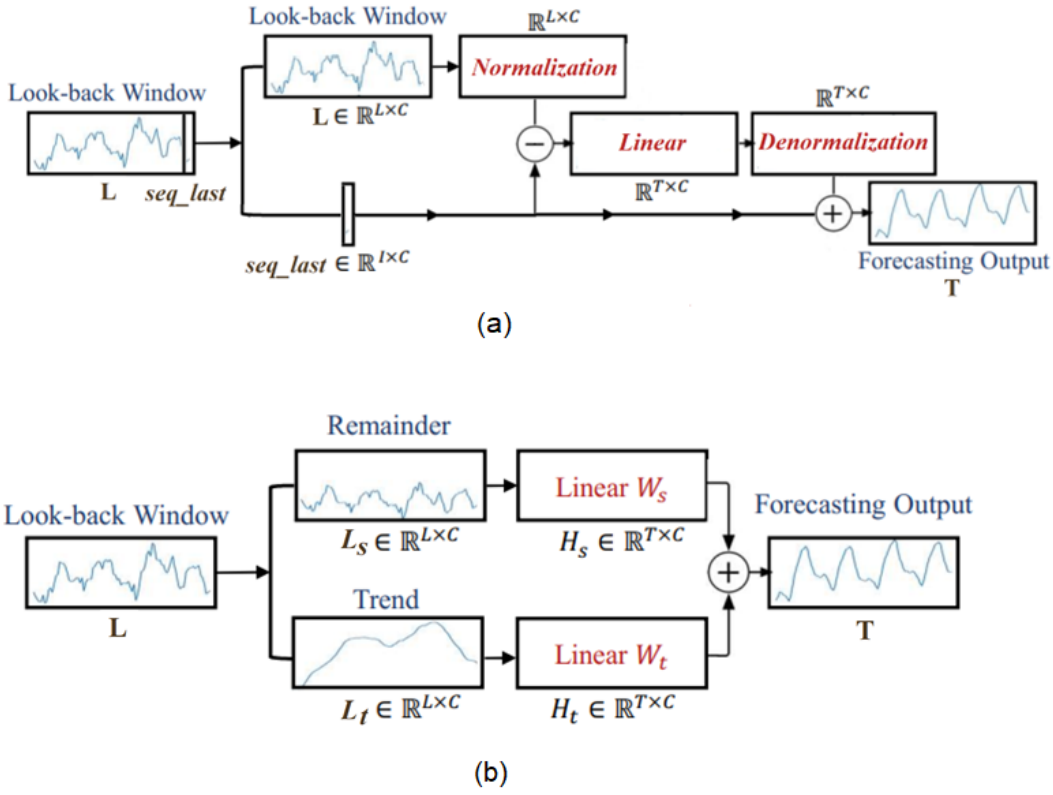 Look-back Window
ℝ^{L×C}
Normalization
Look-back Window
L ∈ ℝ^{L×C}
ℝ^{T×C}
−
Linear
Denormalization
L seq_last
ℝ^{T×C}
+
seq_last ∈ ℝ^{I×C}
Forecasting Output
T
(a)
Remainder
Linear W_s
Look-back Window
Forecasting Output
L_s ∈ ℝ^{L×C}
H_s ∈ ℝ^{T×C}
+
Trend
L
T
Linear W_t
L_t ∈ ℝ^{L×C}
H_t ∈ ℝ^{T×C}
(b)